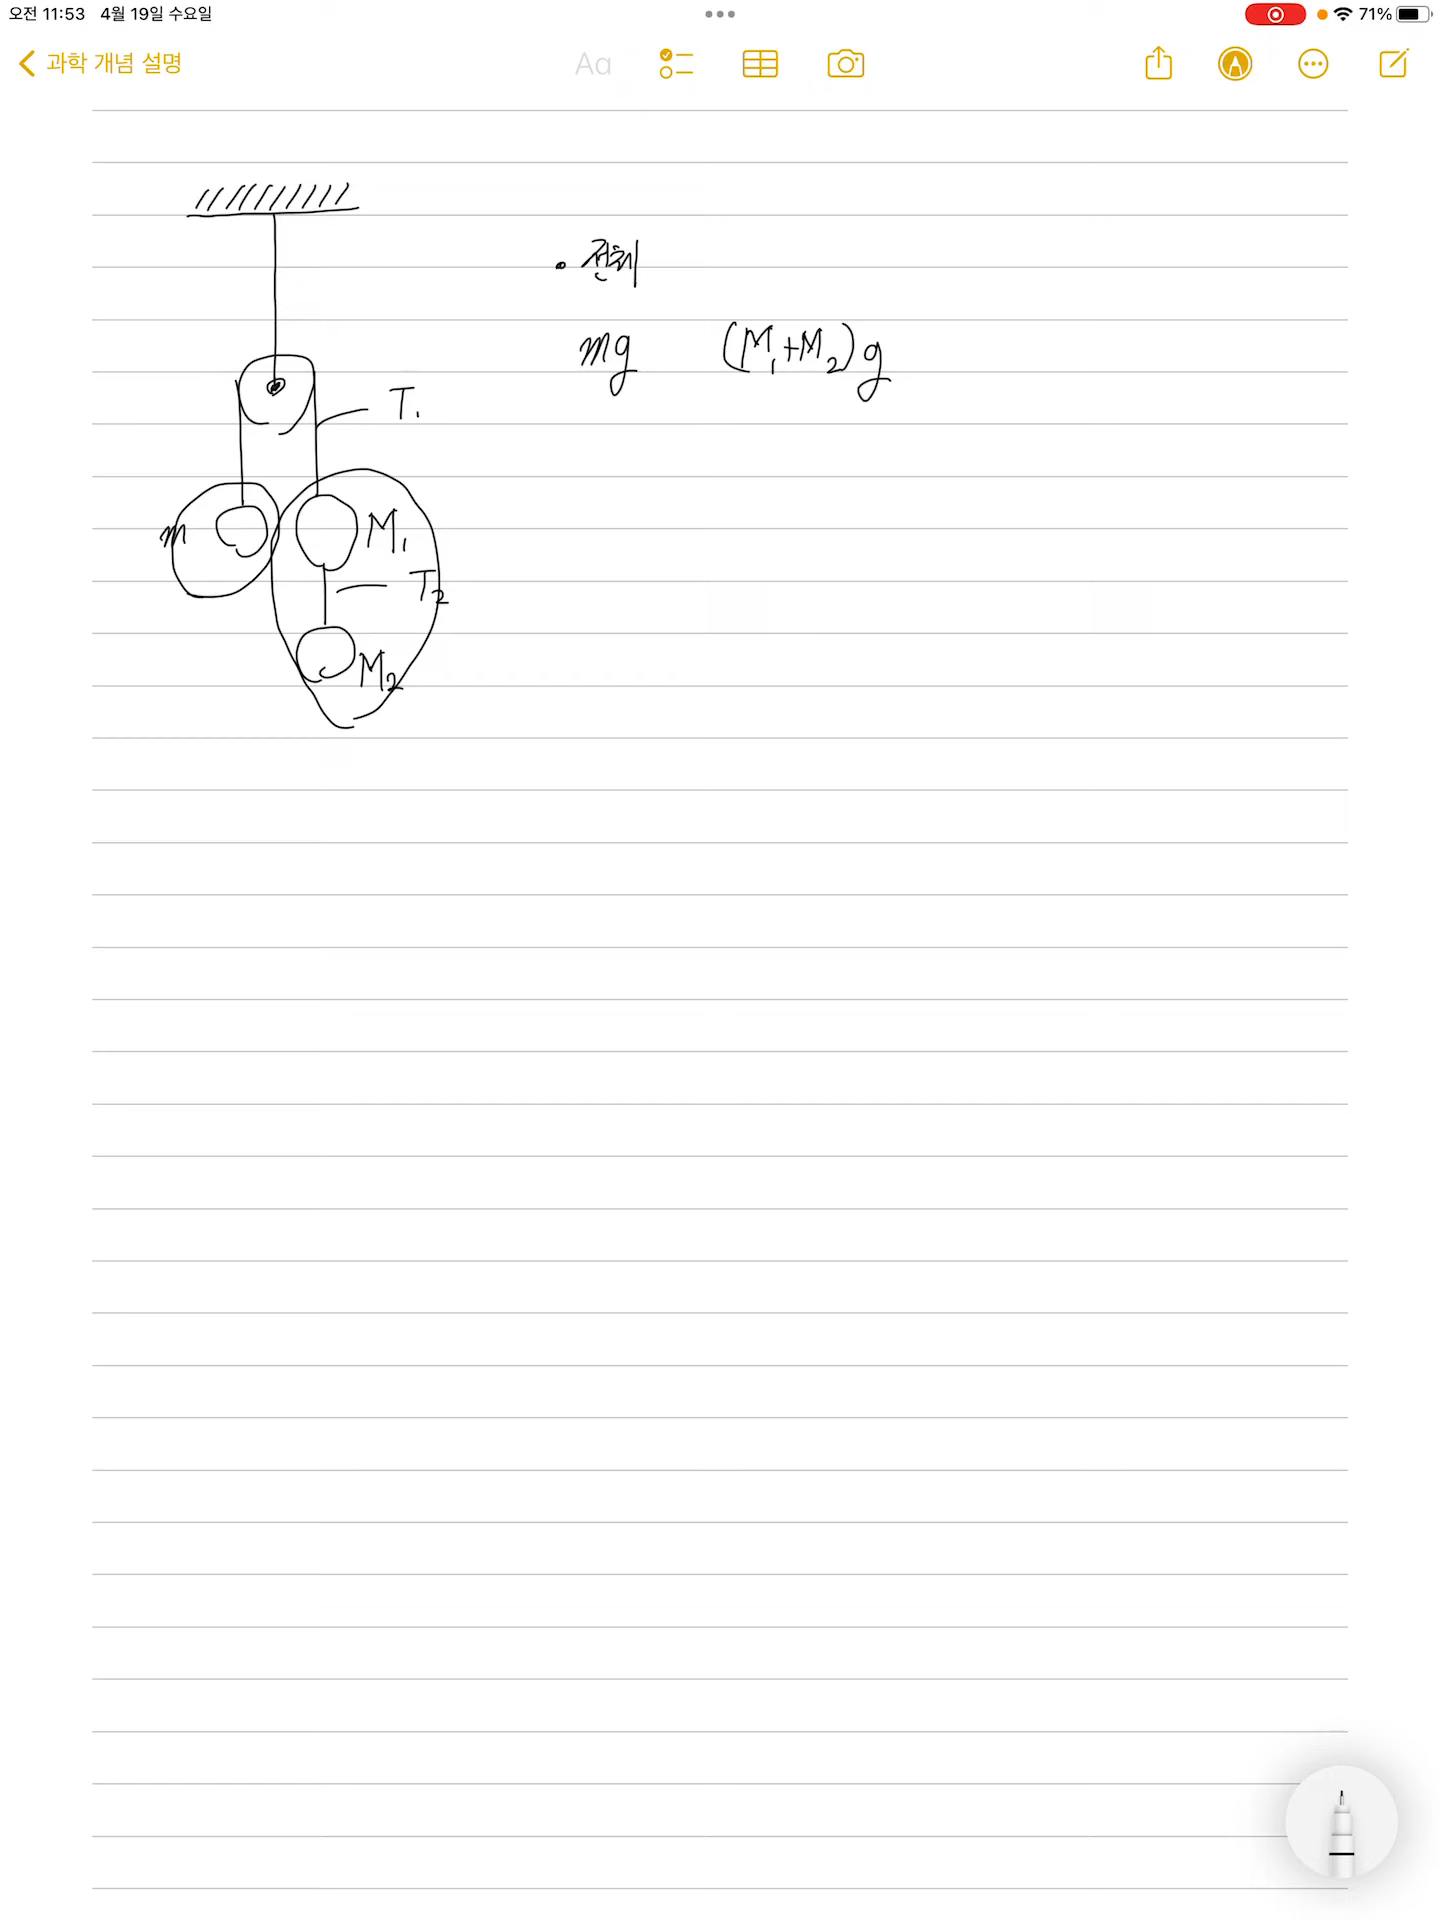 오전 11:53 4월 19일 수요일
71%
과학 개념 설명
Aa
· 전체
mg (M₁+M₂)g
T₁
m M₁
T₂
M₂